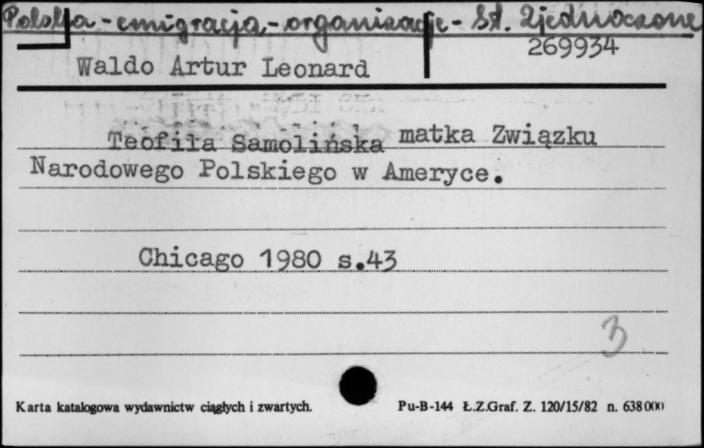 Polska - emigracja - organizacje - St. Zjednoczone
269934
Waldo Artur Leonard
Teofila Samolińska matka Związku
Narodowego Polskiego w Ameryce.
Chicago 1980 s.43
3
Karta katalogowa wydawnictw ciągłych i zwartych.
Pu-B-144 Ł.Z.Graf. Z. 120/15/82 n. 638000